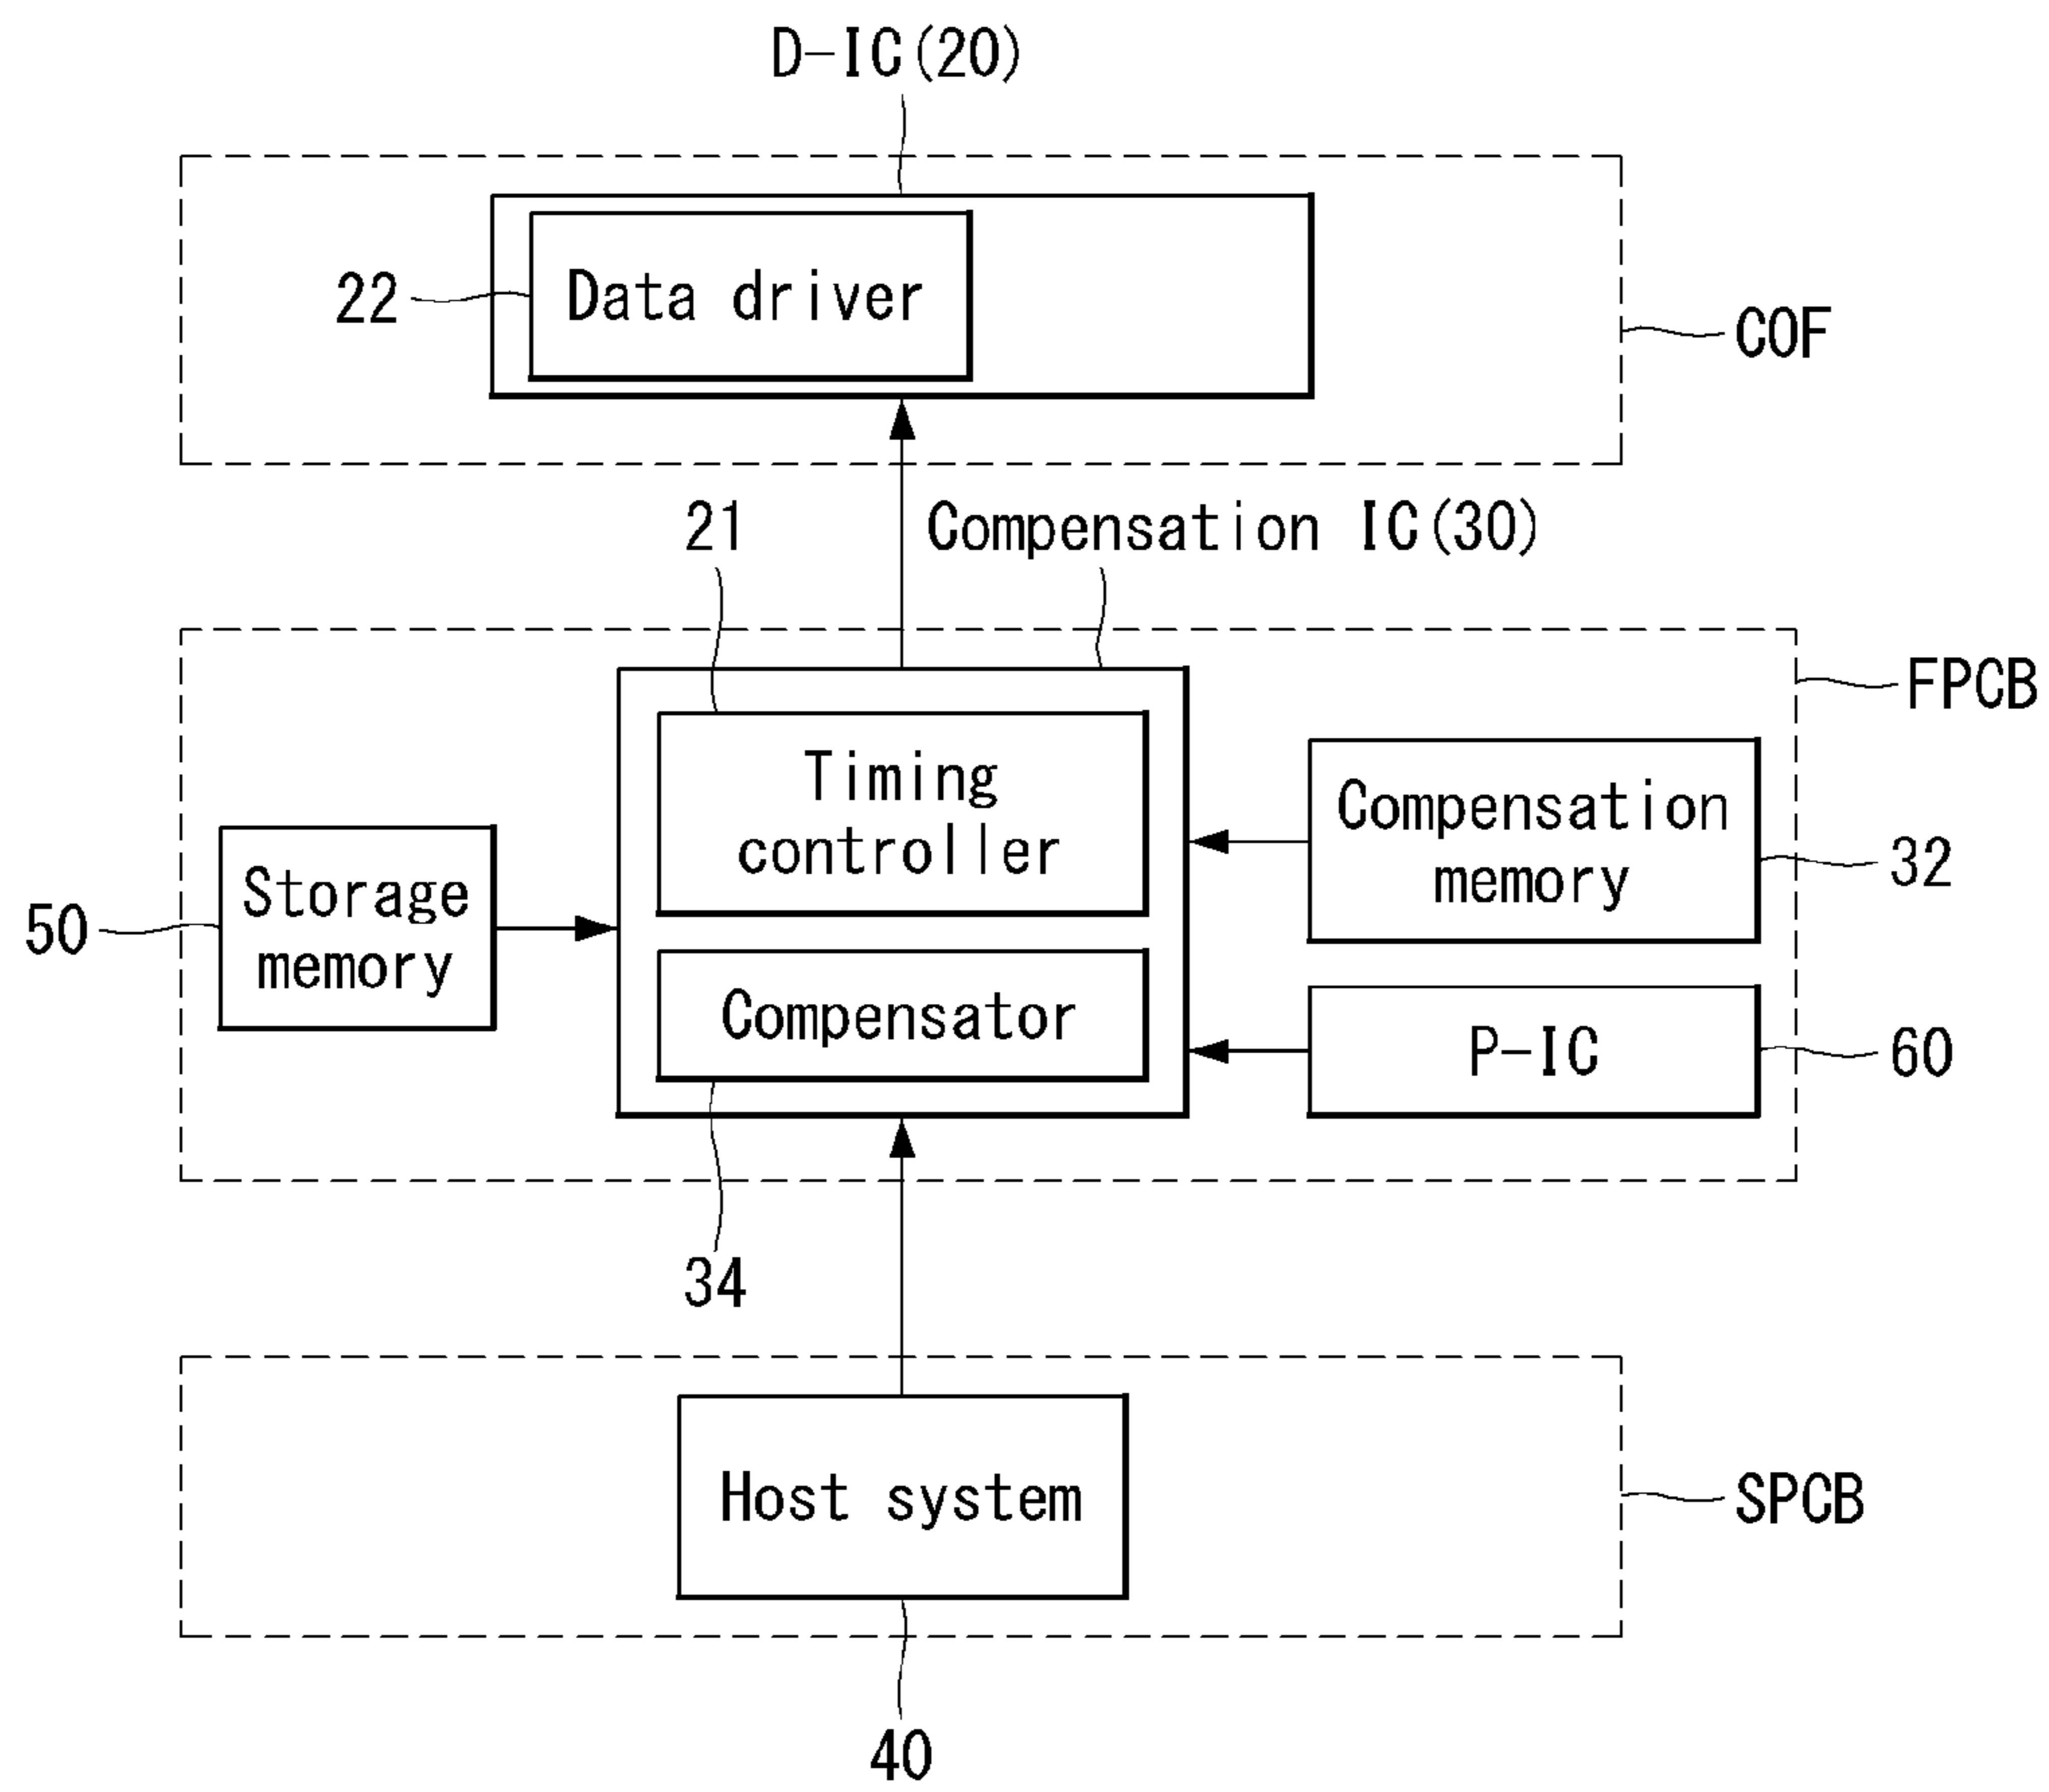 D-IC(20)
22
Data driver
COF
21
Compensation IC(30)
FPCB
Timing
controller
Compensation
memory
32
50
Storage
memory
Compensator
P-IC
60
34
Host system
SPCB
40